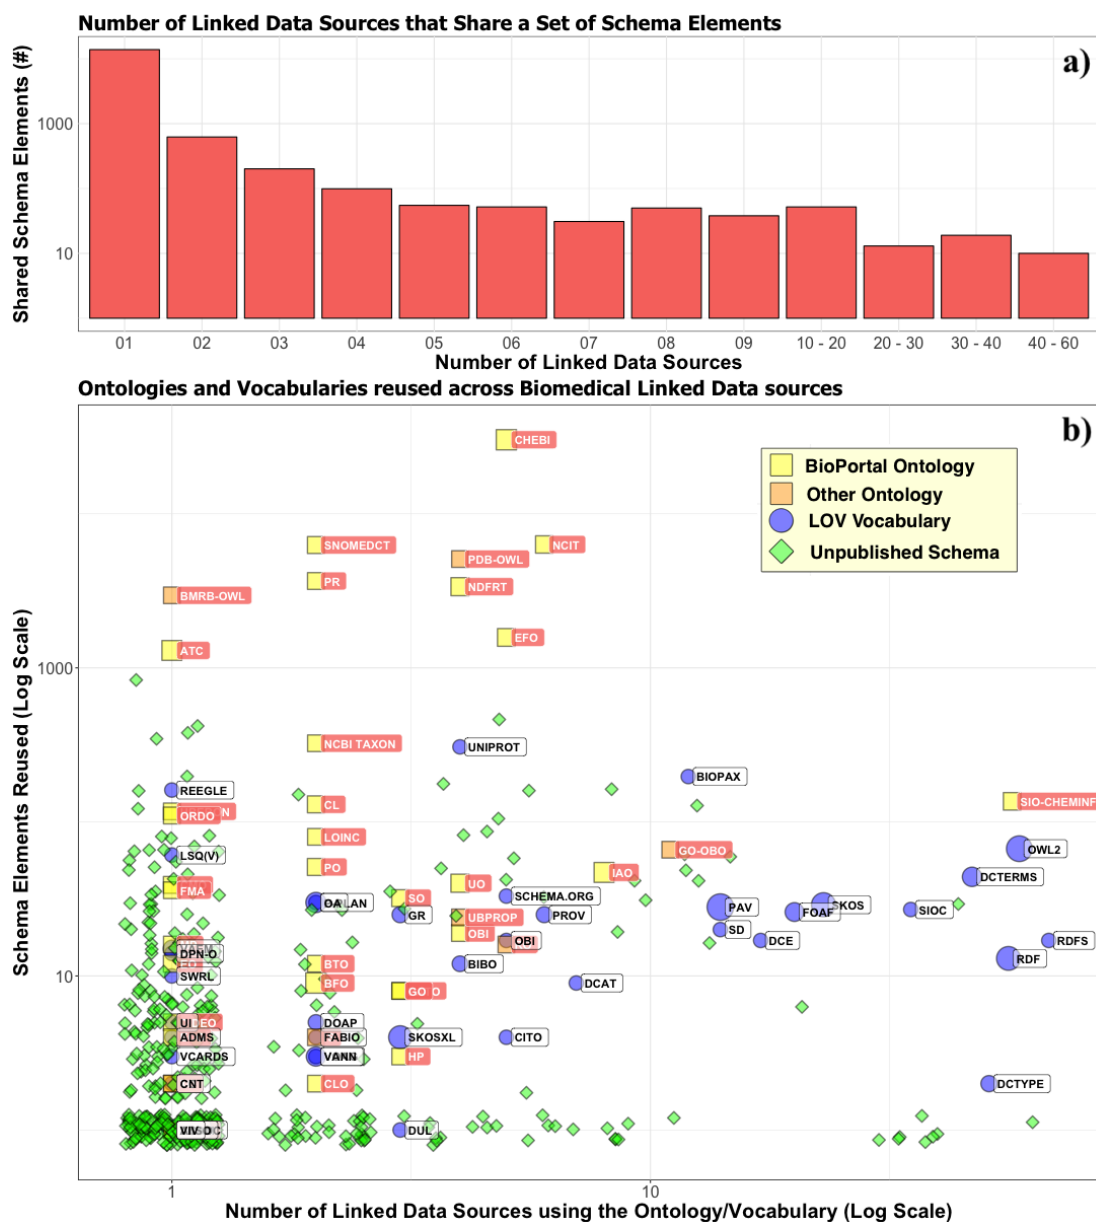 Number of Linked Data Sources that Share a Set of Schema Elements
a)
Shared Schema Elements (#)
1000
10
01 02 03 04 05 06 07 08 09 10 - 20 20 - 30 30 - 40 40 - 60
Number of Linked Data Sources
Ontologies and Vocabularies reused across Biomedical Linked Data sources
b)
Schema Elements Reused (Log Scale)
BioPortal Ontology
Other Ontology
LOV Vocabulary
Unpublished Schema
CHEBI
SNOMEDCT
NCIT
PDB-OWL
PR
NDFRT
BMRB-OWL
EFO
ATC
1000
NCBI TAXON
UNIPROT
BIOPAX
REEGLE
SIO-CHEMINF
CL
ORDO
LOINC
OWL2
GO-OBO
LSQ(V)
PO
IAO
DCTERMS
UO
FMA
SO
SCHEMA.ORG
OA
PAV
SKOS
FOAF
SIOC
GR
UBPROP
PROV
OBI
SD
OBI
DCE
RDFS
DPN-O
BTO
BIBO
RDF
10
SWRL
BFO
DCAT
GO
DOAP
ADMS
FABIO
SKOSXL
CITO
VCARDS
VANN
HP
CNT
CLO
DCTYPE
DUL
1
10
Number of Linked Data Sources using the Ontology/Vocabulary (Log Scale)